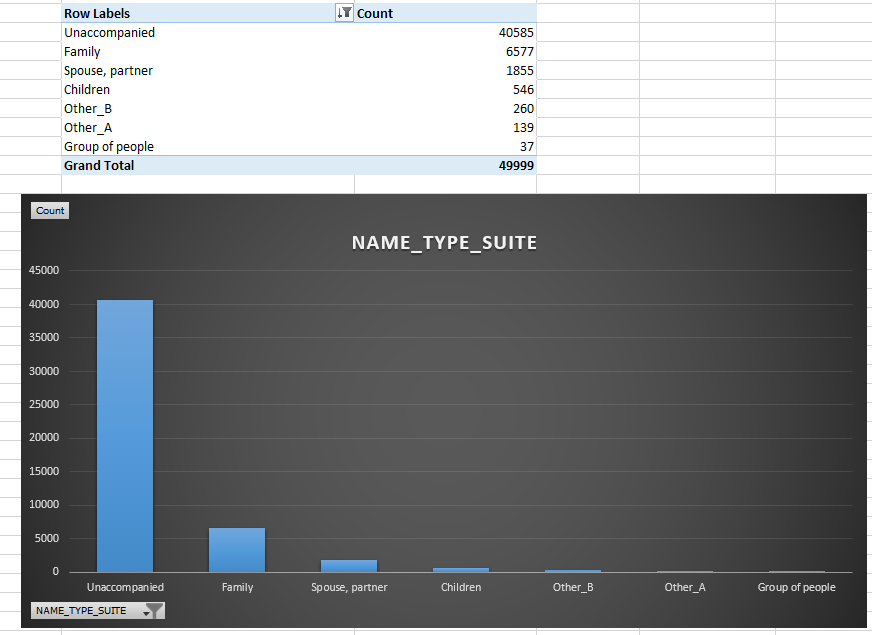 Row Labels Count
Unaccompanied 40585
Family 6577
Spouse, partner 1855
Children 546
Other_B 260
Other_A 139
Group of people 37
Grand Total 49999
Count
NAME_TYPE_SUITE
45000
40000
35000
30000
25000
20000
15000
10000
5000
0
Unaccompanied Family Spouse, partner Children Other_B Other_A Group of people
NAME_TYPE_SUITE